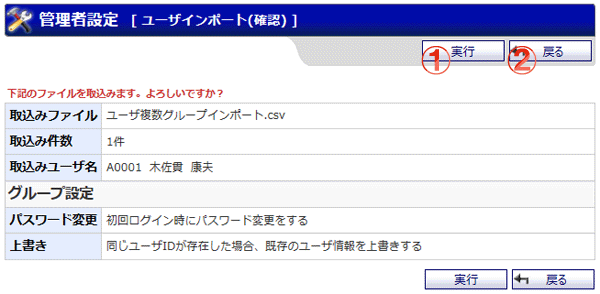 管理者設定 [ ユーザインポート(確認) ]
① 実行 ② 戻る
下記のファイルを取込みます。よろしいですか？
取込みファイル ユーザ複数グループインポート.csv
取込み件数 1件
取込みユーザ名 A0001 木佐貫 康夫
グループ設定
パスワード変更 初回ログイン時にパスワード変更をする
上書き 同じユーザIDが存在した場合、既存のユーザ情報を上書きする
実行 戻る